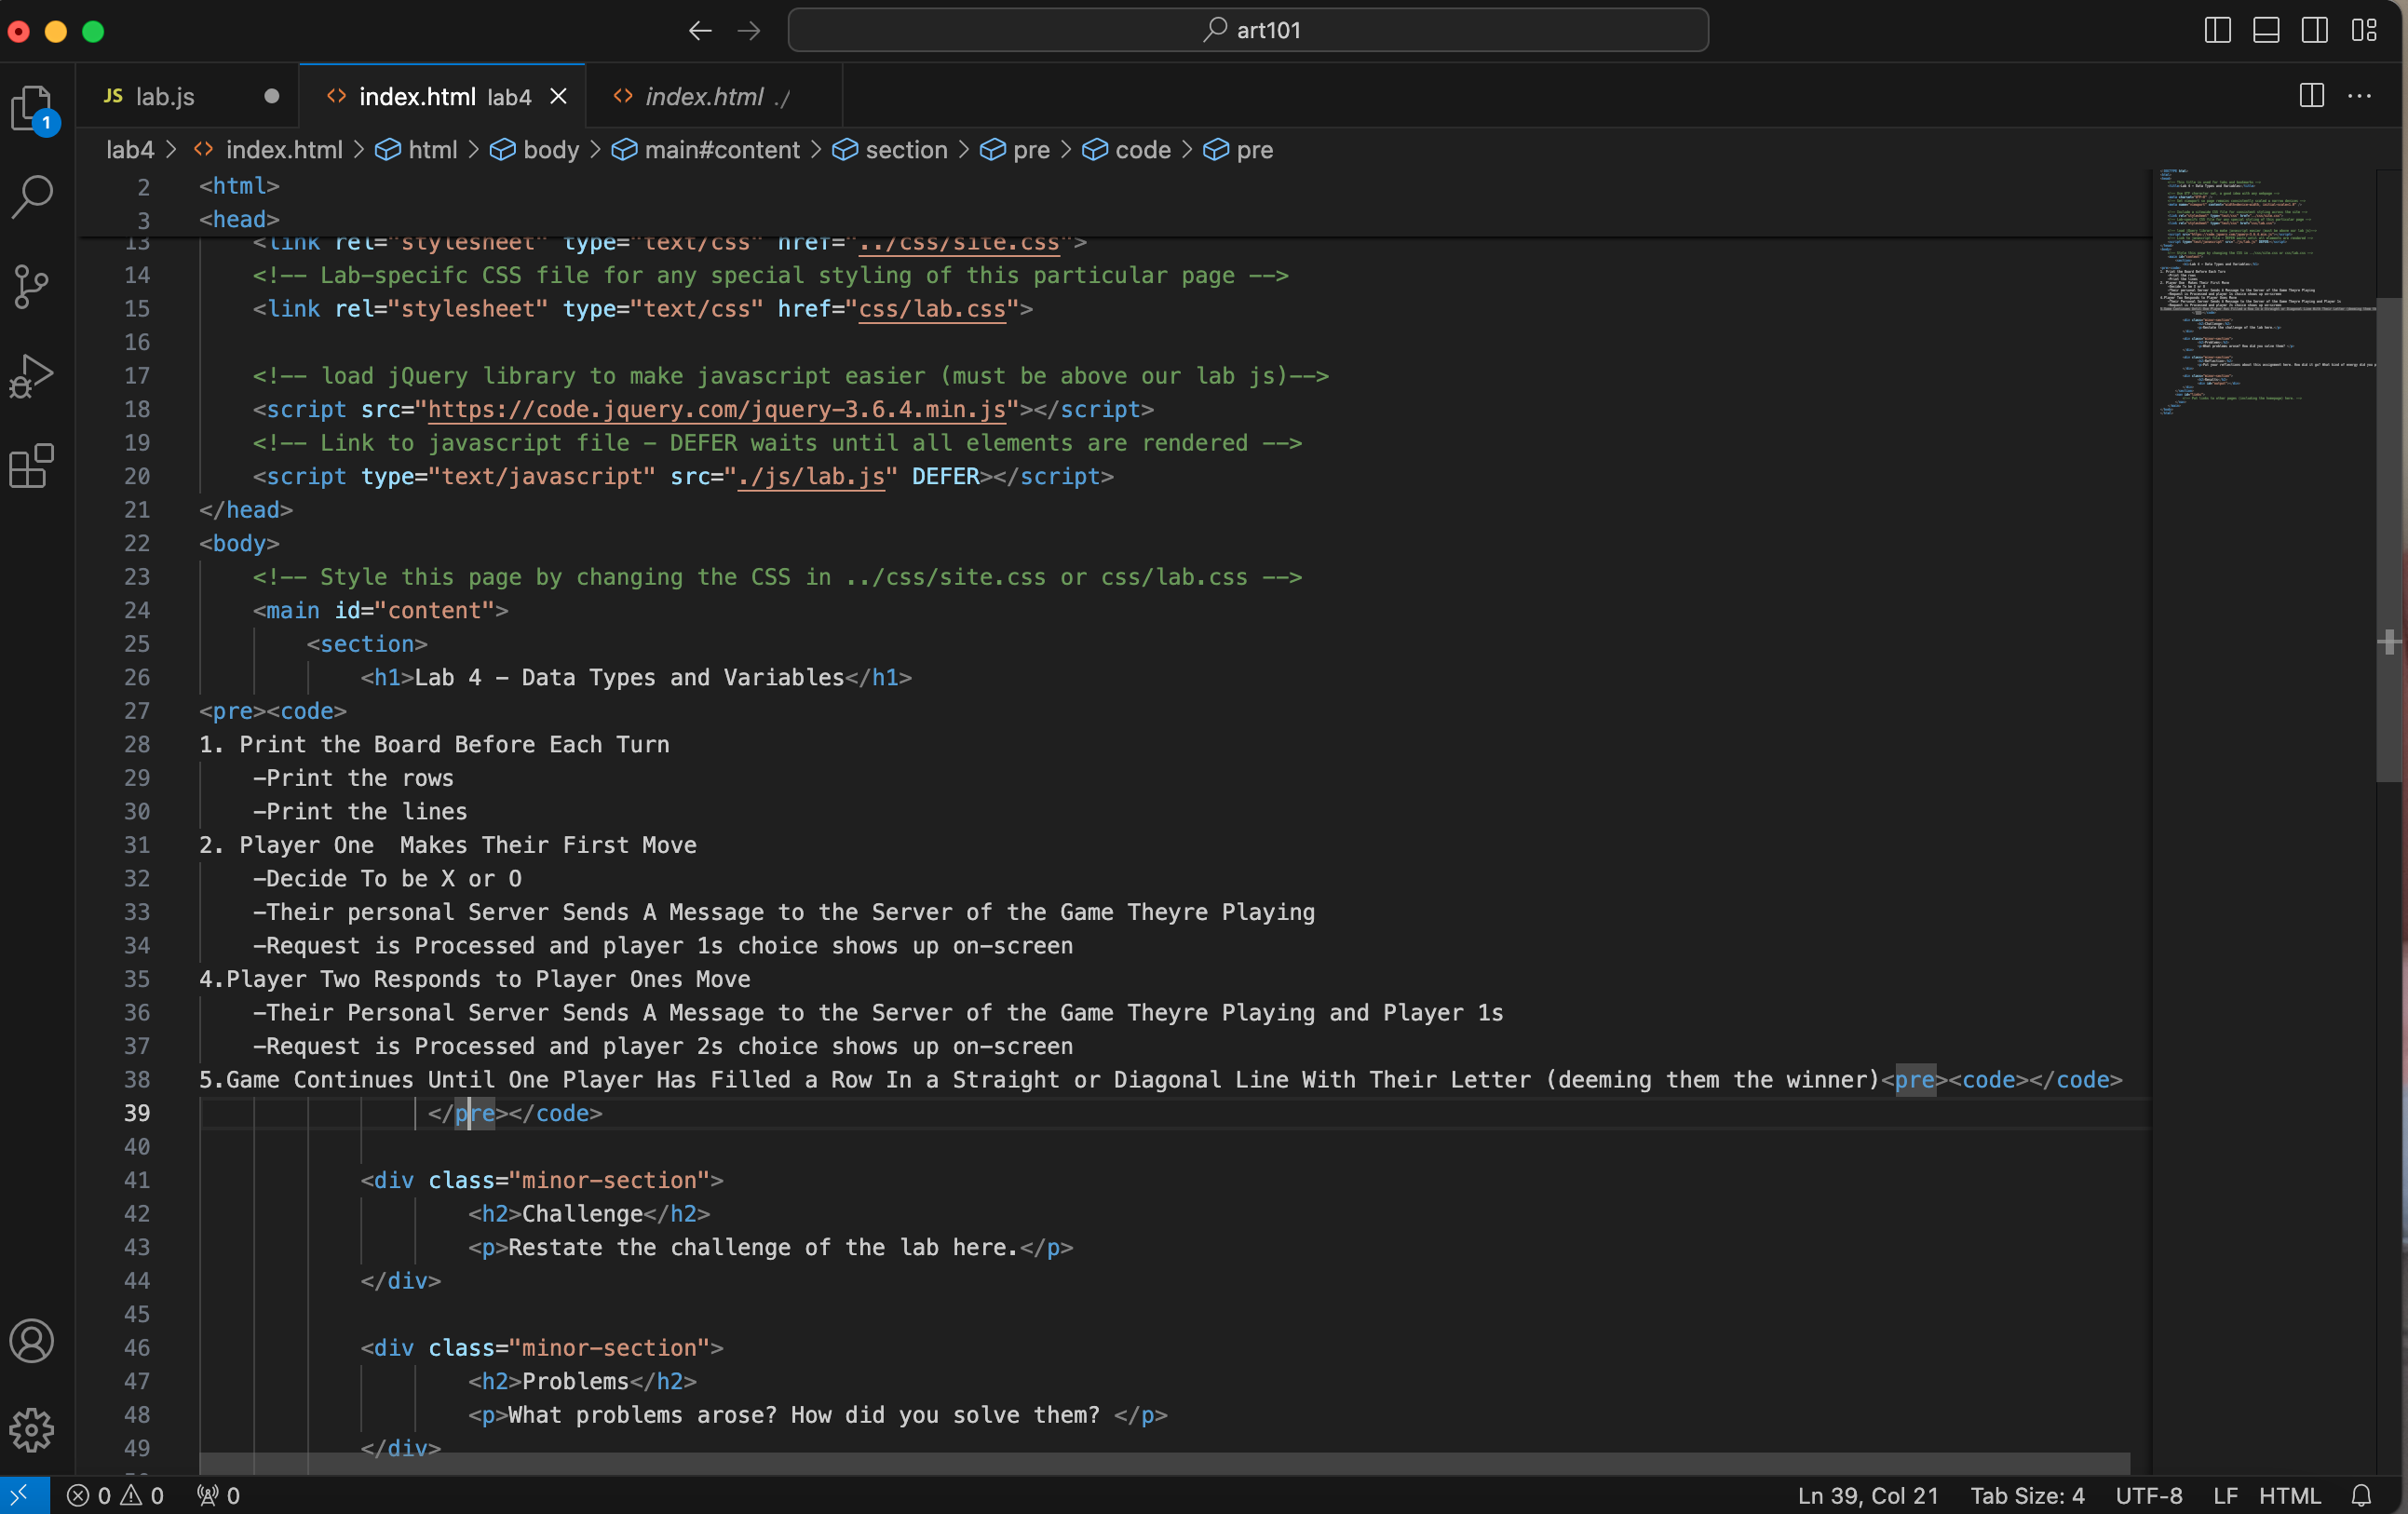 art101
JS lab.js
<> index.html lab4
<> index.html ./
1
lab4 > <> index.html > html > body > main#content > section > pre > code > pre
2 <html>
3 <head>
13 <link rel="stylesheet" type="text/css" href="../css/site.css">
14 <!-- Lab-specifc CSS file for any special styling of this particular page -->
15 <link rel="stylesheet" type="text/css" href="css/lab.css">
16
17 <!-- load jQuery library to make javascript easier (must be above our lab js)-->
18 <script src="https://code.jquery.com/jquery-3.6.4.min.js"></script>
19 <!-- Link to javascript file - DEFER waits until all elements are rendered -->
20 <script type="text/javascript" src="./js/lab.js" DEFER></script>
21 </head>
22 <body>
23 <!-- Style this page by changing the CSS in ../css/site.css or css/lab.css -->
24 <main id="content">
25 <section>
26 <h1>Lab 4 - Data Types and Variables</h1>
27 <pre><code>
28 1. Print the Board Before Each Turn
29 -Print the rows
30 -Print the lines
31 2. Player One  Makes Their First Move
32 -Decide To be X or O
33 -Their personal Server Sends A Message to the Server of the Game Theyre Playing
34 -Request is Processed and player 1s choice shows up on-screen
35 4.Player Two Responds to Player Ones Move
36 -Their Personal Server Sends A Message to the Server of the Game Theyre Playing and Player 1s
37 -Request is Processed and player 2s choice shows up on-screen
38 5.Game Continues Until One Player Has Filled a Row In a Straight or Diagonal Line With Their Letter (deeming them the winner)<pre><code></code>
39 </pre></code>
40
41 <div class="minor-section">
42 <h2>Challenge</h2>
43 <p>Restate the challenge of the lab here.</p>
44 </div>
45
46 <div class="minor-section">
47 <h2>Problems</h2>
48 <p>What problems arose? How did you solve them? </p>
49 </div>
0 0 0
Ln 39, Col 21 Tab Size: 4 UTF-8 LF HTML